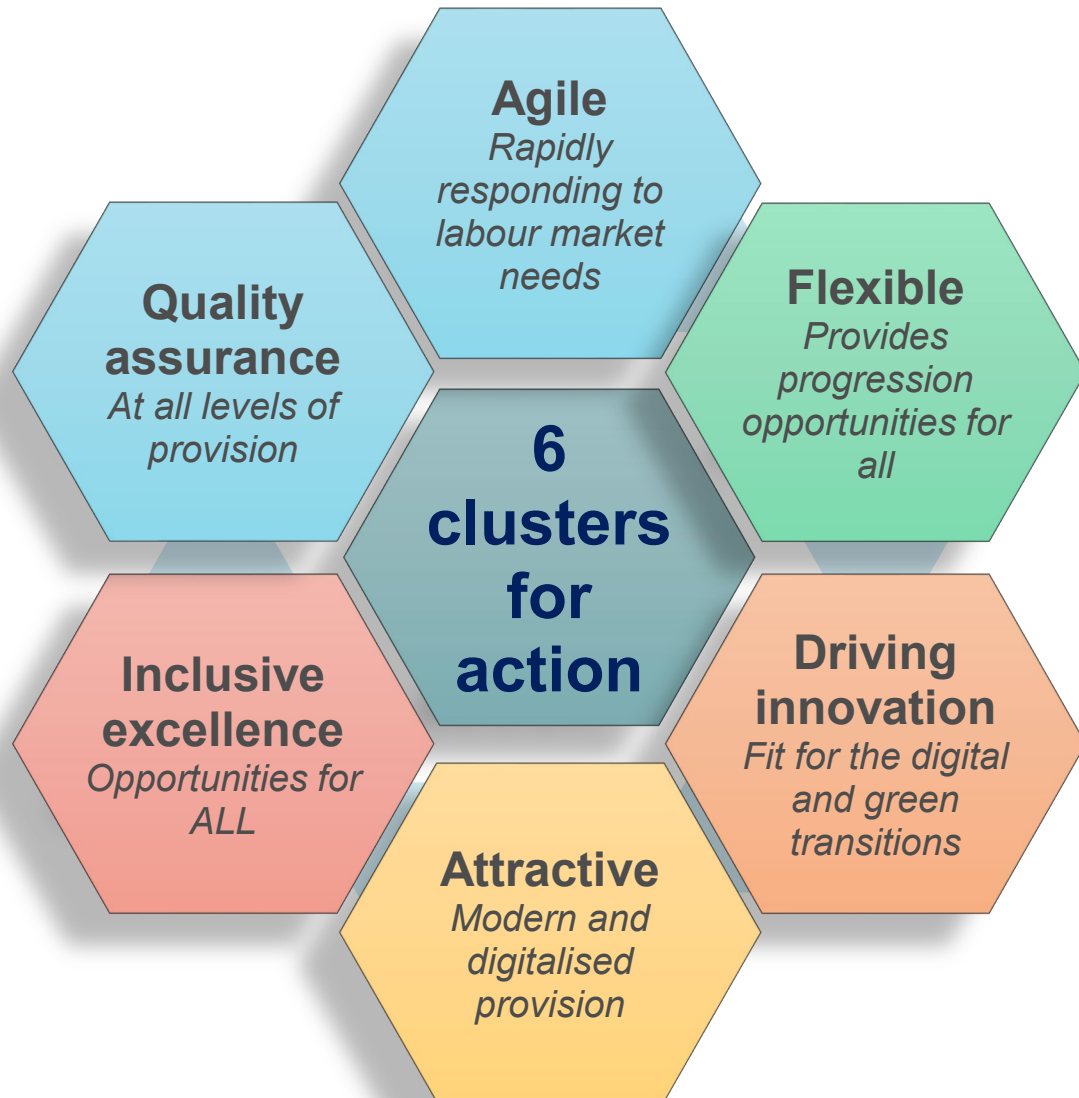 Agile
Rapidly
responding to
labour market
needs
Flexible
Provides
progression
opportunities for
all
Driving
innovation
Fit for the digital
and green
transitions
Attractive
Modern and
digitalised
provision
Inclusive
excellence
Opportunities for
ALL
Quality
assurance
At all levels of
provision
6
clusters
for
action